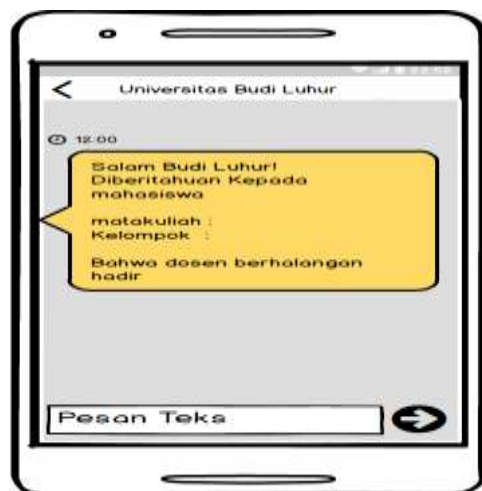 Universitas Budi Luhur
12:00
Salam Budi Luhur!
Diberitahuan Kepada
mahasiswa
matakuliah :
Kelompok :
Bahwa dosen berhalangan
hadir
Pesan Teks